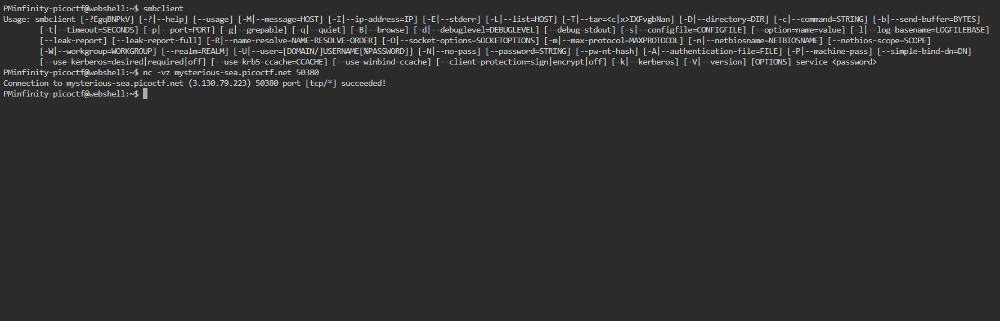 PMinfinity-picoctf@webshell:~$ smbclient
Usage: smbclient [-?EgqBNPkV] [-?|--help] [--usage] [-M|--message=HOST] [-I|--ip-address=IP] [-E|--stderr] [-L|--list=HOST] [-T|--tar=<c|x>IXFvgbNan] [-D|--directory=DIR] [-c|--command=STRING] [-b|--send-buffer=BYTES]
[-t|--timeout=SECONDS] [-p|--port=PORT] [-g|--grepable] [-q|--quiet] [-B|--browse] [-d|--debuglevel=DEBUGLEVEL] [--debug-stdout] [-s|--configfile=CONFIGFILE] [--option=name=value] [-l|--log-basename=LOGFILEBASE]
[--leak-report] [--leak-report-full] [-R|--name-resolve=NAME-RESOLVE-ORDER] [-O|--socket-options=SOCKETOPTIONS] [-m|--max-protocol=MAXPROTOCOL] [-n|--netbiosname=NETBIOSNAME] [--netbios-scope=SCOPE]
[-W|--workgroup=WORKGROUP] [--realm=REALM] [-U|--user=[DOMAIN/]USERNAME[%PASSWORD]] [-N|--no-pass] [--password=STRING] [--pw-nt-hash] [-A|--authentication-file=FILE] [-P|--machine-pass] [--simple-bind-dn=DN]
[--use-kerberos=desired|required|off] [--use-krb5-ccache=CCACHE] [--use-winbind-ccache] [--client-protection=sign|encrypt|off] [-k|--kerberos] [-V|--version] [OPTIONS] service <password>
PMinfinity-picoctf@webshell:~$ nc -vz mysterious-sea.picoctf.net 50380
Connection to mysterious-sea.picoctf.net (3.130.79.223) 50380 port [tcp/*] succeeded!
PMinfinity-picoctf@webshell:~$